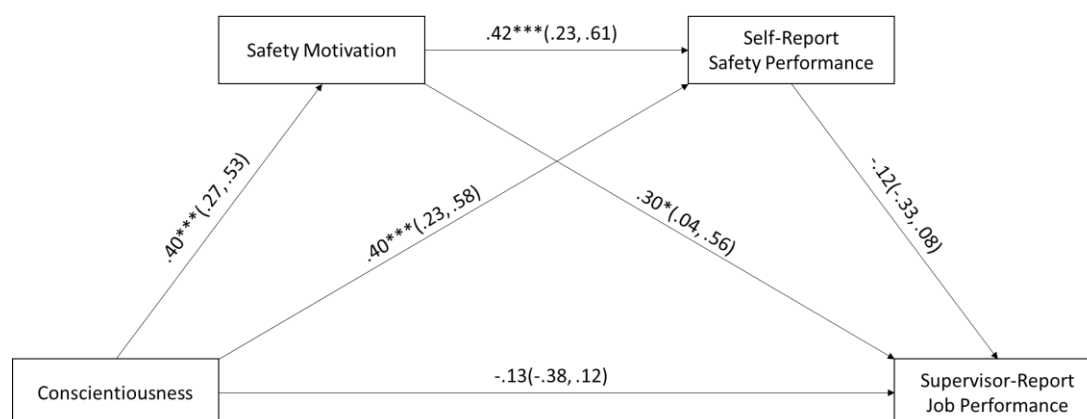 Safety Motivation
.42***(.23, .61)
Self-Report
Safety Performance
.40***(.27, .53)
.40***(.23, .58)
.30*(.04, .56)
-.12(-.33, .08)
Conscientiousness
-.13(-.38, .12)
Supervisor-Report
Job Performance